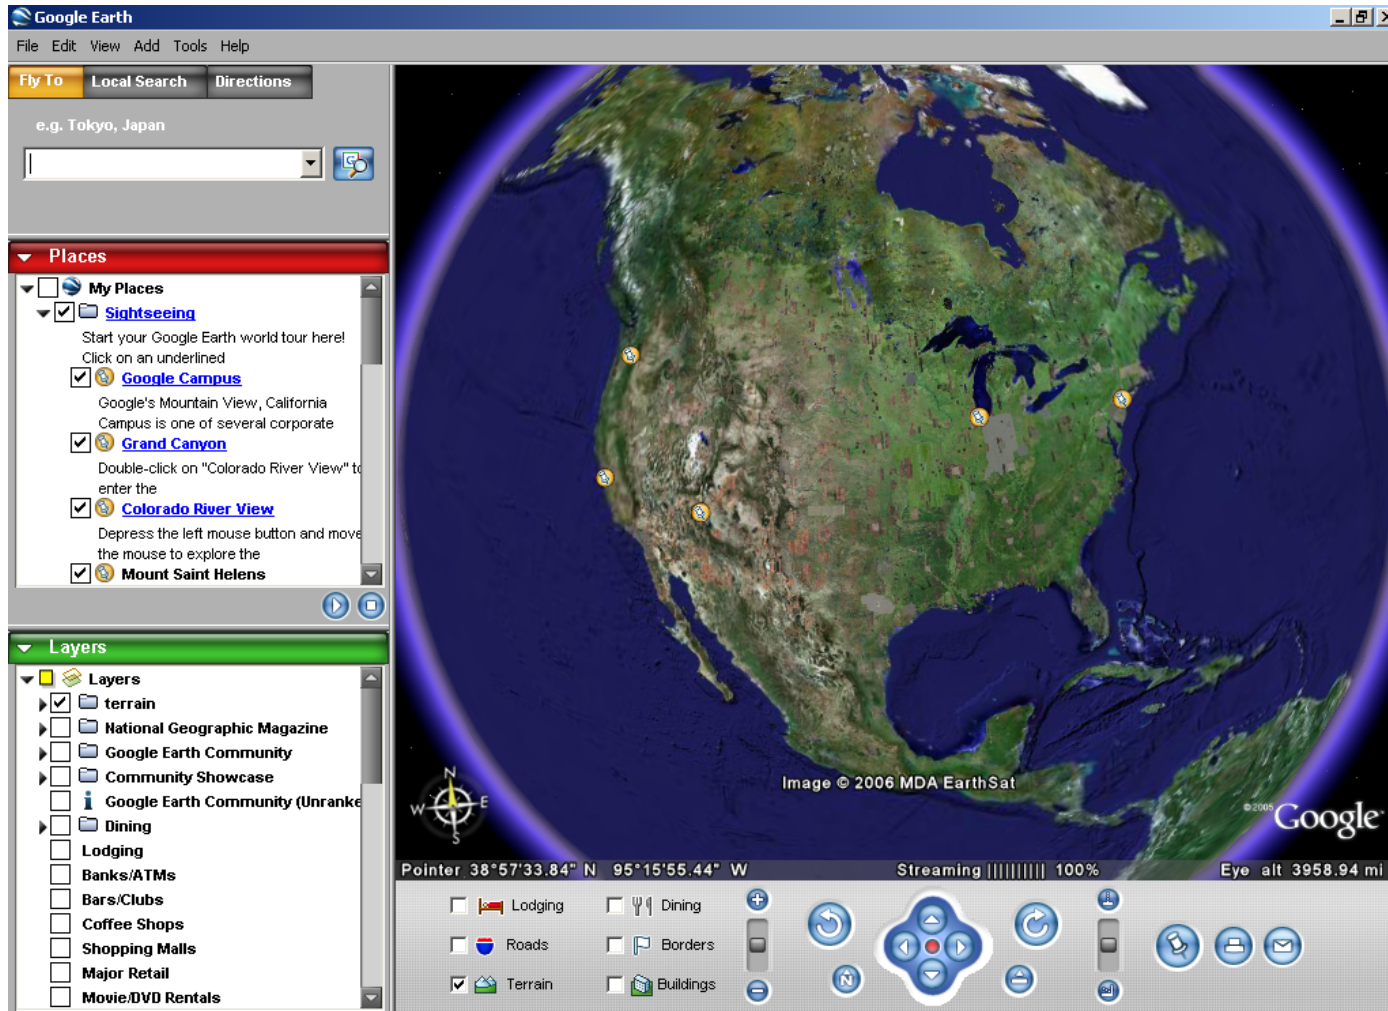 Google Earth
File Edit View Add Tools Help
Fly To Local Search Directions
e.g. Tokyo, Japan
Places
My Places
Sightseeing
Start your Google Earth world tour here!
Click on an underlined
Google Campus
Google's Mountain View, California
Campus is one of several corporate
Grand Canyon
Double-click on "Colorado River View" to
enter the
Colorado River View
Depress the left mouse button and move
the mouse to explore the
Mount Saint Helens
Layers
Layers
terrain
National Geographic Magazine
Google Earth Community
Community Showcase
Google Earth Community (Unranke
Dining
Lodging
Banks/ATMs
Bars/Clubs
Coffee Shops
Shopping Malls
Major Retail
Movie/DVD Rentals
N
W E
S
Image © 2006 MDA EarthSat
©2005 Google
Pointer 38°57'33.84" N 95°15'55.44" W Streaming |||||||||| 100% Eye alt 3958.94 mi
Lodging Dining
Roads Borders
Terrain Buildings
N